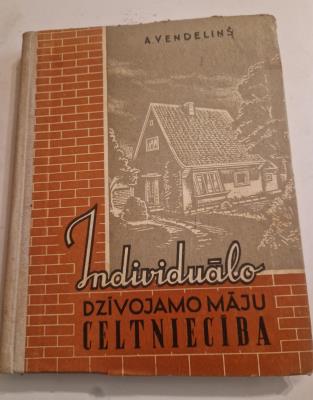 A.VENDELIŅŠ
Individuālo
DZĪVOJAMO MĀJU
CELTNIECĪBA